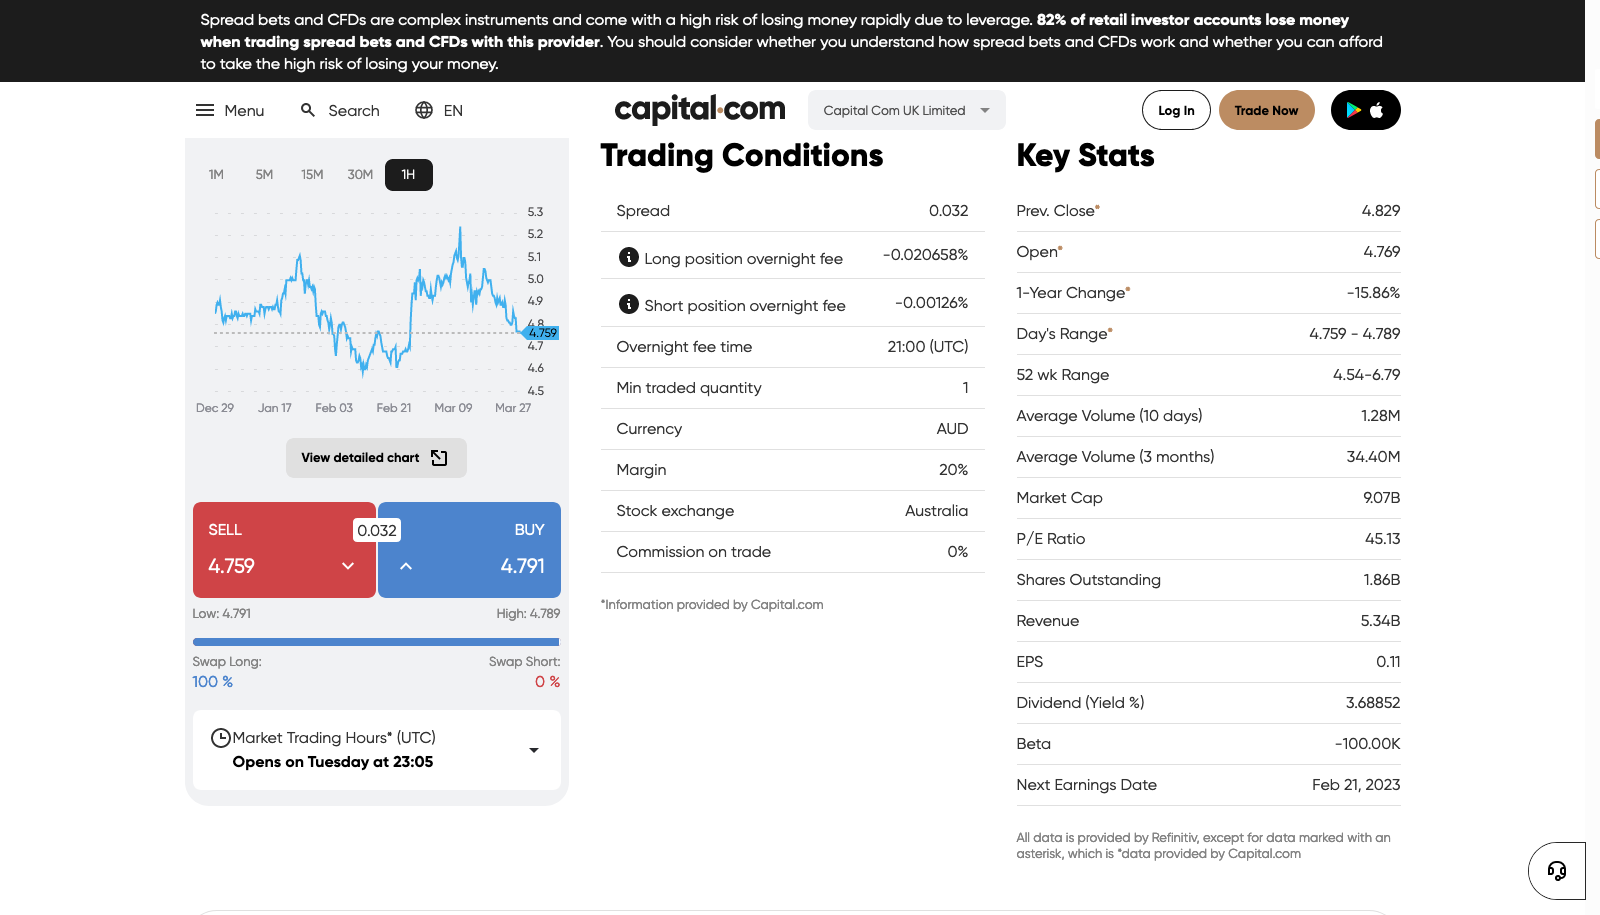 Spread bets and CFDs are complex instruments and come with a high risk of losing money rapidly due to leverage. 82% of retail investor accounts lose money
when trading spread bets and CFDs with this provider. You should consider whether you understand how spread bets and CFDs work and whether you can afford
to take the high risk of losing your money.
Menu Search EN capital.com Capital Com UK Limited Log In Trade Now
1M 5M 15M 30M 1H
5.3
5.2
5.1
5.0
4.9
4.8
4.759
4.7
4.6
4.5
Dec 29 Jan 17 Feb 03 Feb 21 Mar 09 Mar 27
View detailed chart
SELL 0.032 BUY
4.759 4.791
Low: 4.791 High: 4.789
Swap Long: Swap Short:
100 % 0 %
Market Trading Hours* (UTC)
Opens on Tuesday at 23:05
Trading Conditions
Spread 0.032
Long position overnight fee -0.020658%
Short position overnight fee -0.00126%
Overnight fee time 21:00 (UTC)
Min traded quantity 1
Currency AUD
Margin 20%
Stock exchange Australia
Commission on trade 0%
*Information provided by Capital.com
Key Stats
Prev. Close* 4.829
Open* 4.769
1-Year Change* -15.86%
Day's Range* 4.759 - 4.789
52 wk Range 4.54-6.79
Average Volume (10 days) 1.28M
Average Volume (3 months) 34.40M
Market Cap 9.07B
P/E Ratio 45.13
Shares Outstanding 1.86B
Revenue 5.34B
EPS 0.11
Dividend (Yield %) 3.68852
Beta -100.00K
Next Earnings Date Feb 21, 2023
All data is provided by Refinitiv, except for data marked with an
asterisk, which is *data provided by Capital.com